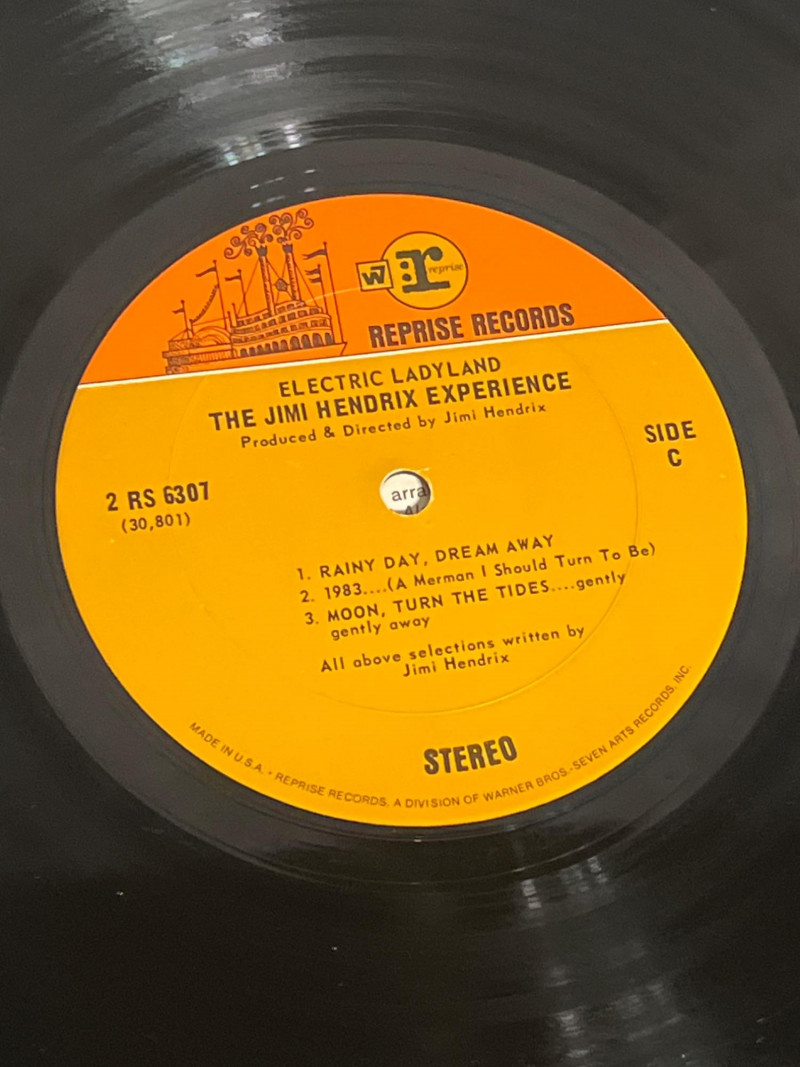 W7
r: reprise
REPRISE RECORDS
ELECTRIC LADYLAND
THE JIMI HENDRIX EXPERIENCE
Produced & Directed by Jimi Hendrix
SIDE
C
2 RS 6307
(30,801)
arra
1. RAINY DAY, DREAM AWAY
2. 1983....(A Merman I Should Turn To Be)
3. MOON, TURN THE TIDES....gently
gently away
All above selections written by
Jimi Hendrix
STEREO
MADE IN U.S.A. • REPRISE RECORDS, A DIVISION OF WARNER BROS.-SEVEN ARTS RECORDS, INC.